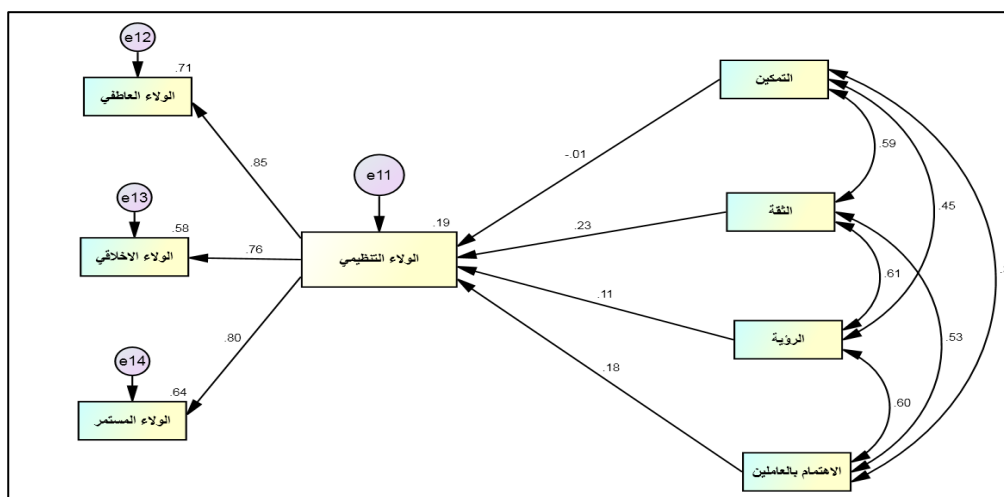 e12
.71
الولاء العاطفي
.85
e13
.58
الولاء الاخلاقي
.76
e14
.64
الولاء المستمر
.80
e11
.19
الولاء التنظيمي
-.01
.23
.11
.18
التمكين
الثقة
الرؤية
الاهتمام بالعاملين
.59
.45
.61
.53
.60